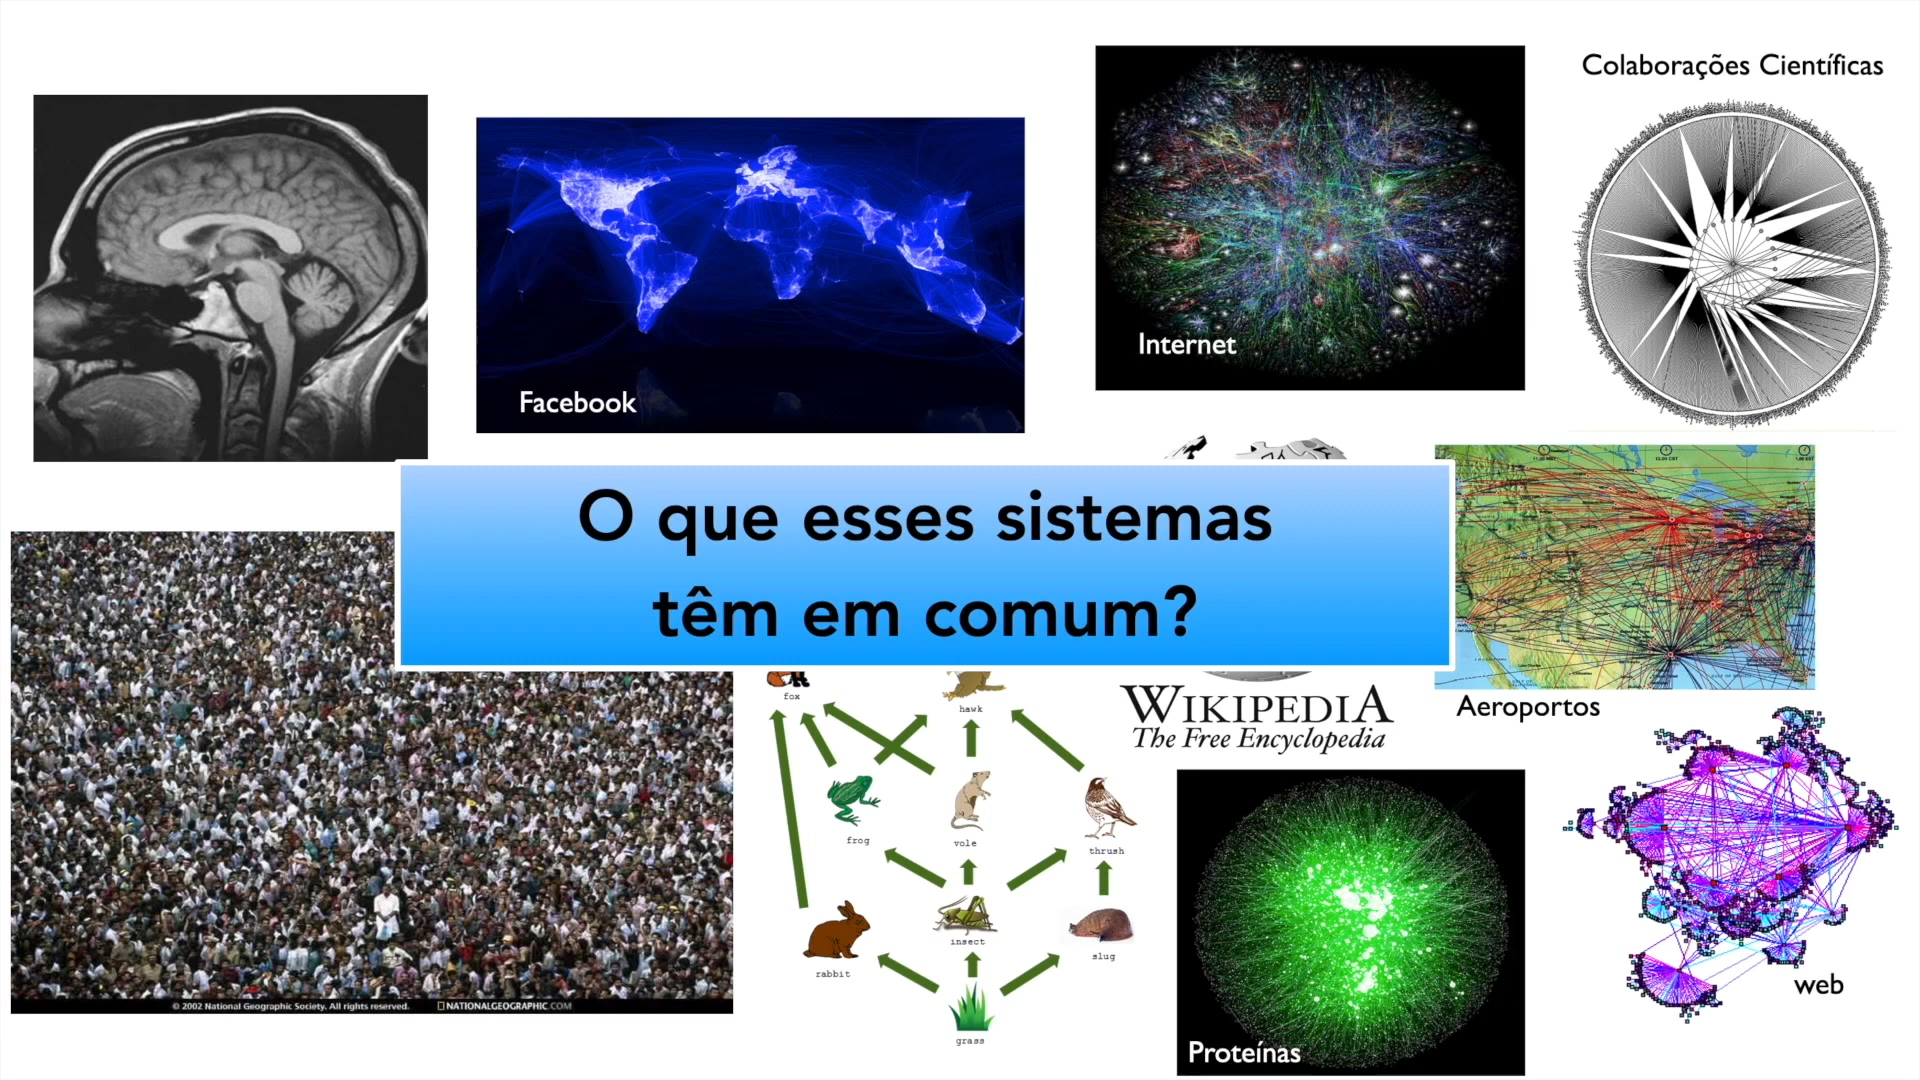 Colaborações Científicas
Internet
Facebook
O que esses sistemas
têm em comum?
fox
hawk
WIKIPEDIA
The Free Encyclopedia
Aeroportos
frog
vole
thrush
insect
slug
rabbit
grass
web
© 2002 National Geographic Society. All rights reserved.
NATIONALGEOGRAPHIC.COM
Proteínas